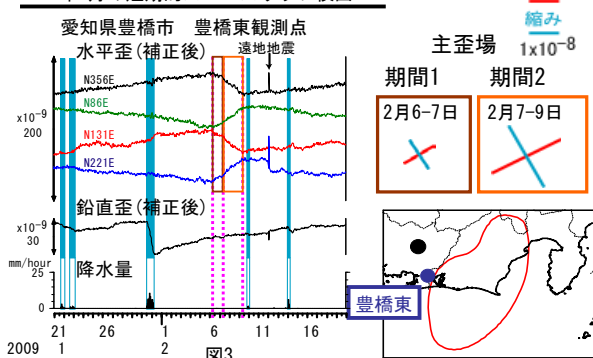 愛知県豊橋市 豊橋東観測点
水平歪(補正後)
遠地地震
N356E
N86E
N131E
N221E
x10⁻⁹
200
鉛直歪(補正後)
x10⁻⁹
30
mm/hour
25
0
降水量
21 26 1 6 11 16
2009 1 2
図3
縮み
主歪場 1x10⁻⁸
期間1 期間2
2月6-7日
2月7-9日
豊橋東